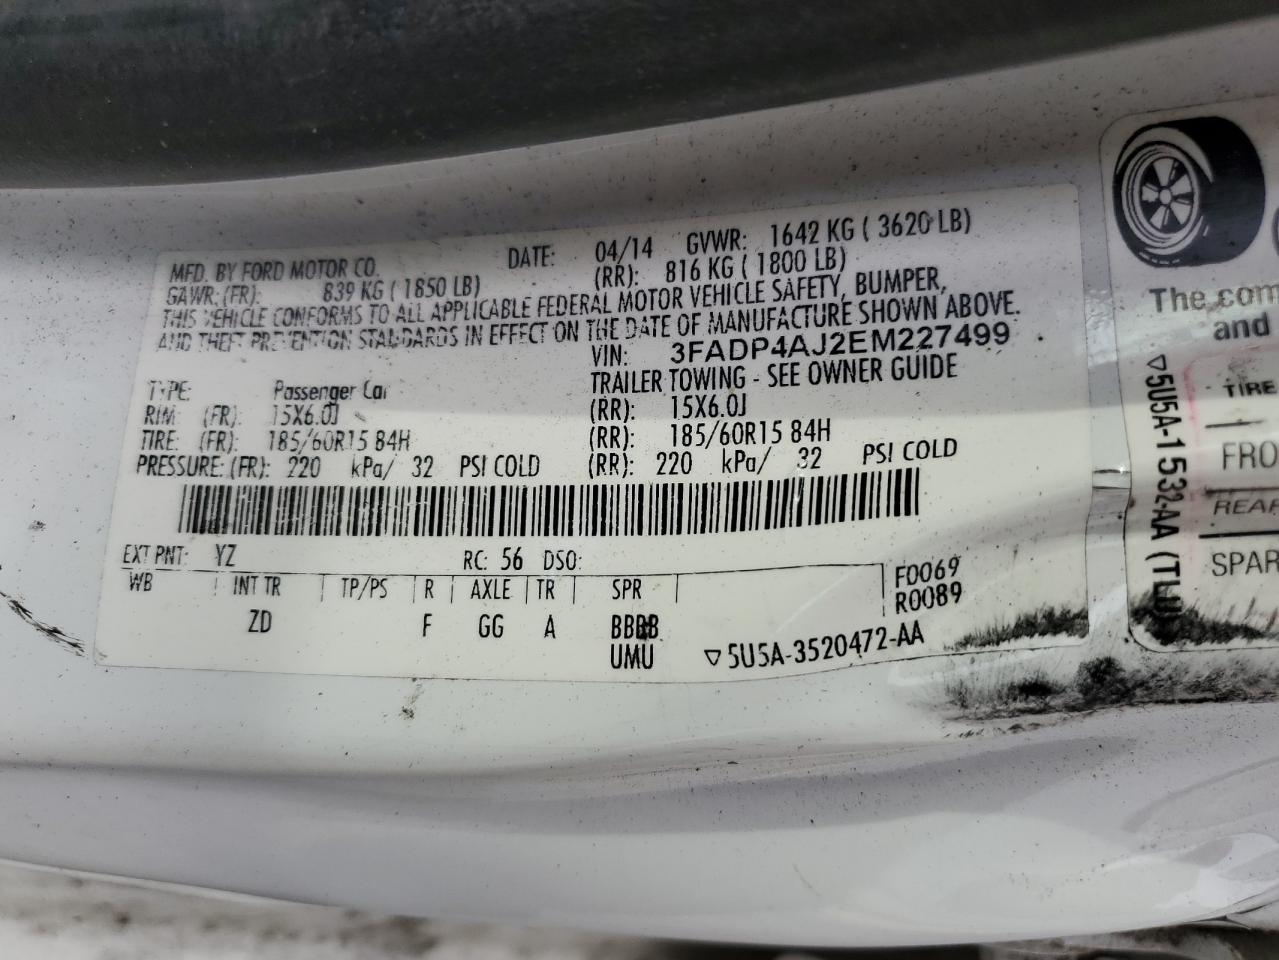 MFD. BY FORD MOTOR CO. DATE: 04/14 GVWR: 1642 KG ( 3620 LB)
GAWR: (FR): 839 KG ( 1850 LB) (RR): 816 KG ( 1800 LB)
THIS VEHICLE CONFORMS TO ALL APPLICABLE FEDERAL MOTOR VEHICLE SAFETY, BUMPER,
AND THEFT PREVENTION STANDARDS IN EFFECT ON THE DATE OF MANUFACTURE SHOWN ABOVE.
VIN: 3FADP4AJ2EM227499
TRAILER TOWING - SEE OWNER GUIDE
TYPE: Passenger Car
RIM: (FR): 15X6.0J (RR): 15X6.0J
TIRE: (FR): 185/60R15 84H (RR): 185/60R15 84H
PRESSURE: (FR): 220 kPa/ 32 PSI COLD (RR): 220 kPa/ 32 PSI COLD
EXT PNT: YZ RC: 56 DSO:
WB INT TR TP/PS R AXLE TR SPR F0069
R0089
ZD F GG A BBBB
UMU ▽5U5A-3520472-AA
The com
and
TIRE
FRO
REAR
SPAR
▽5U5A-1532-AA (TLU)